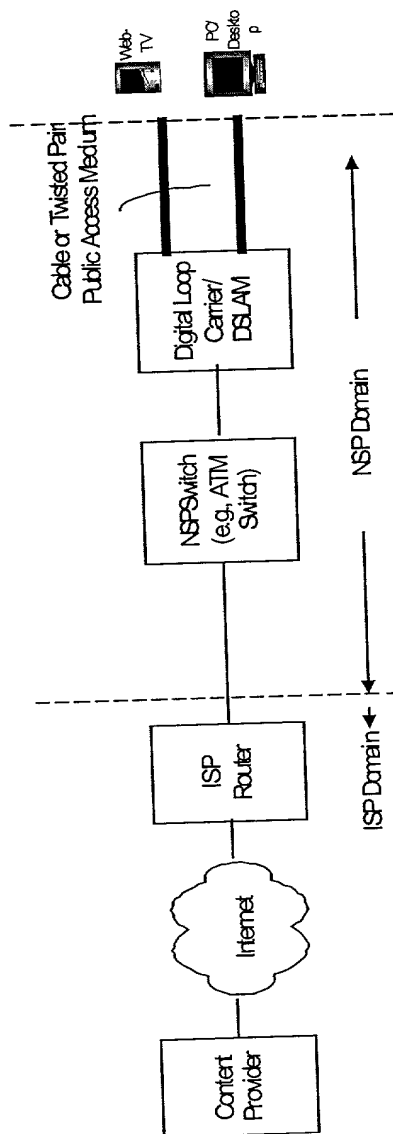 Content
Provider
Internet
ISP
Router
ISP Domain
NSPSwitch
(e.g., ATM
Switch)
NSP Domain
Digital Loop
Carrier/
DSLAM
Cable or Twisted Pair
Public Access Medium
Web-
TV
PC/
Deskto
p